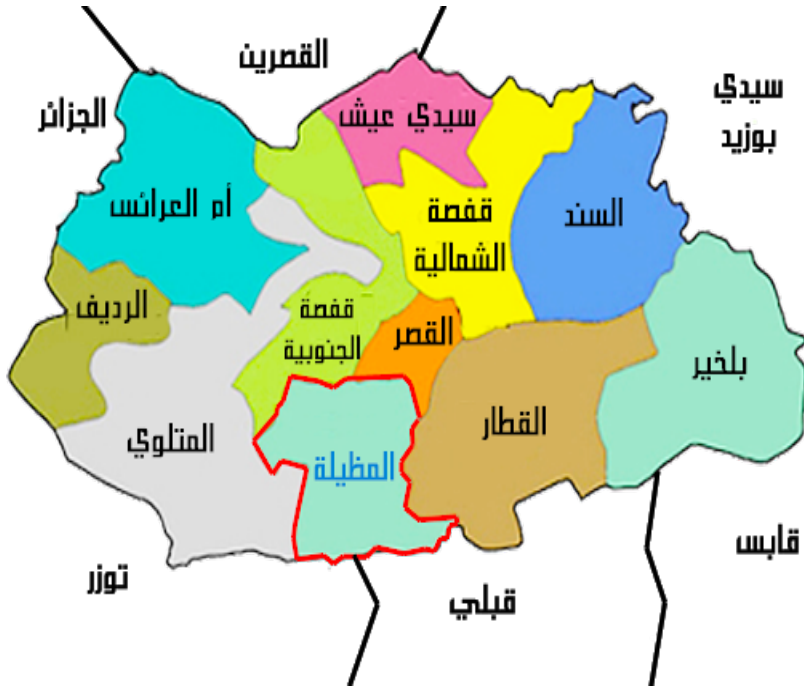 القصرين
سيدي
بوزيد
الجزائر
سيدي عيش
أم العرائس
قفصة
الشمالية
السند
الرديف
قفصة
الجنوبية
القصر
بلخير
المتلوي
المظيلة
القطار
قابس
توزر
قبلي